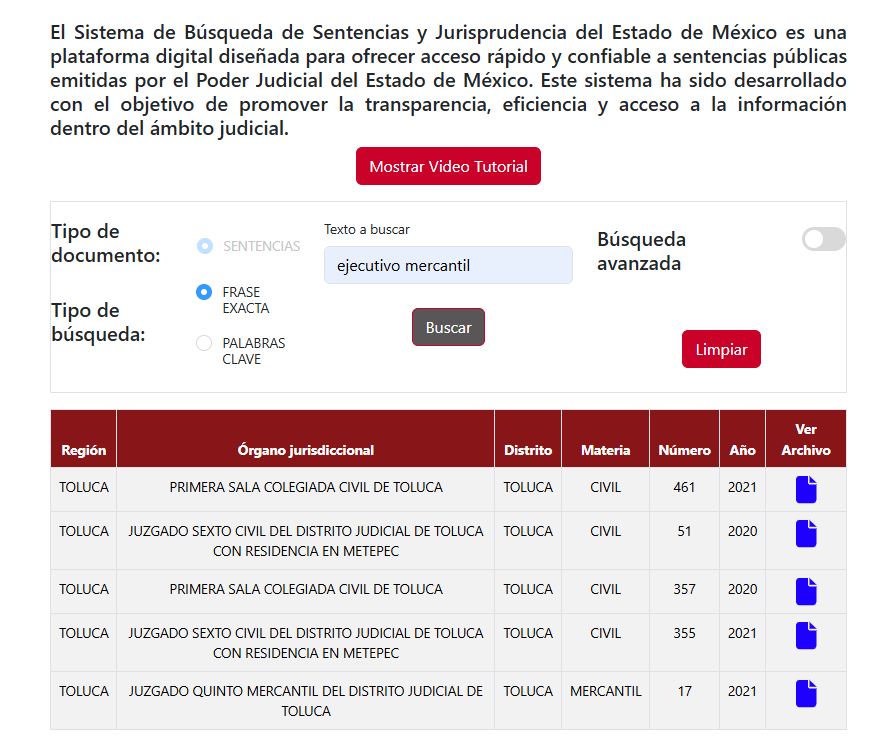 El Sistema de Búsqueda de Sentencias y Jurisprudencia del Estado de México es una
plataforma digital diseñada para ofrecer acceso rápido y confiable a sentencias públicas
emitidas por el Poder Judicial del Estado de México. Este sistema ha sido desarrollado
con el objetivo de promover la transparencia, eficiencia y acceso a la información
dentro del ámbito judicial.
Mostrar Video Tutorial
Tipo de
documento:
SENTENCIAS
Texto a buscar
ejecutivo mercantil
Búsqueda
avanzada
Tipo de
búsqueda:
FRASE
EXACTA
PALABRAS
CLAVE
Buscar
Limpiar
Región Órgano jurisdiccional Distrito Materia Número Año Ver
Archivo
TOLUCA PRIMERA SALA COLEGIADA CIVIL DE TOLUCA TOLUCA CIVIL 461 2021
TOLUCA JUZGADO SEXTO CIVIL DEL DISTRITO JUDICIAL DE TOLUCA TOLUCA CIVIL 51 2020
CON RESIDENCIA EN METEPEC
TOLUCA PRIMERA SALA COLEGIADA CIVIL DE TOLUCA TOLUCA CIVIL 357 2020
TOLUCA JUZGADO SEXTO CIVIL DEL DISTRITO JUDICIAL DE TOLUCA TOLUCA CIVIL 355 2021
CON RESIDENCIA EN METEPEC
TOLUCA JUZGADO QUINTO MERCANTIL DEL DISTRITO JUDICIAL DE TOLUCA MERCANTIL 17 2021
TOLUCA